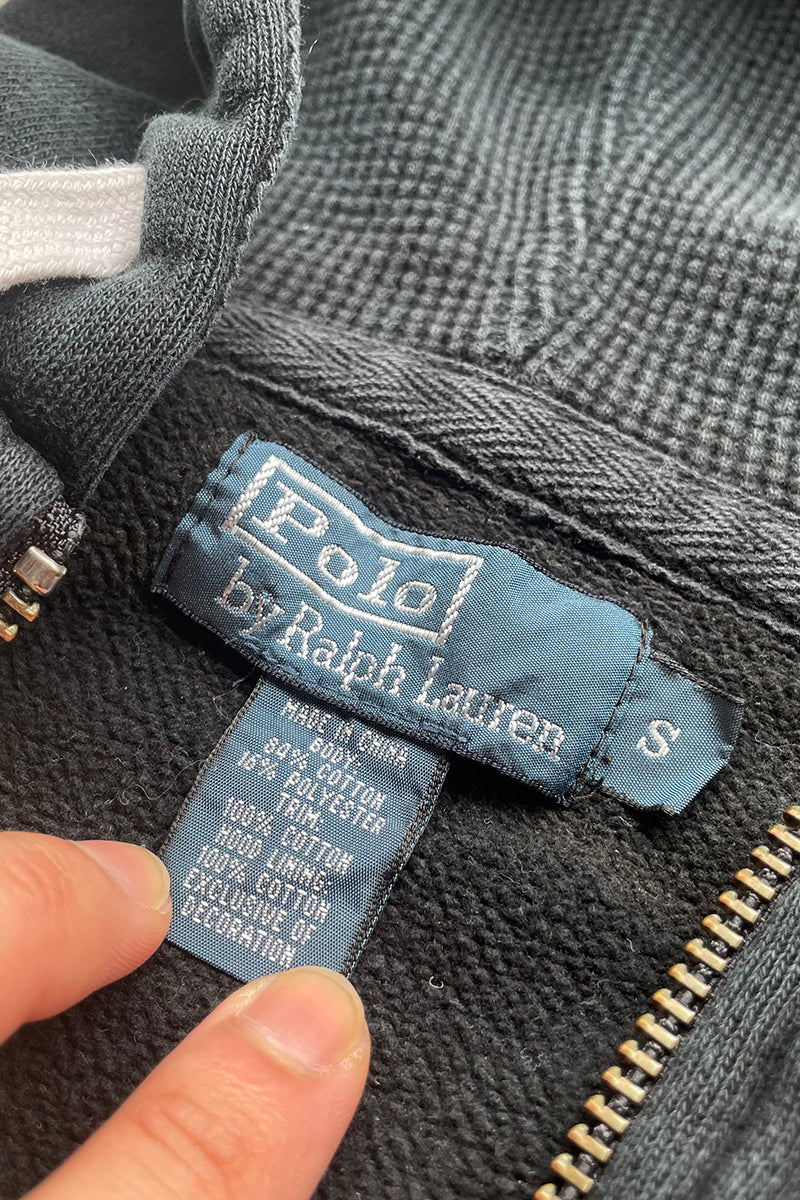 Polo
by Ralph Lauren
S
MADE IN CHINA
BODY:
84% COTTON
16% POLYESTER
TRIM:
100% COTTON
HOOD LINING:
100% COTTON
EXCLUSIVE OF
DECORATION